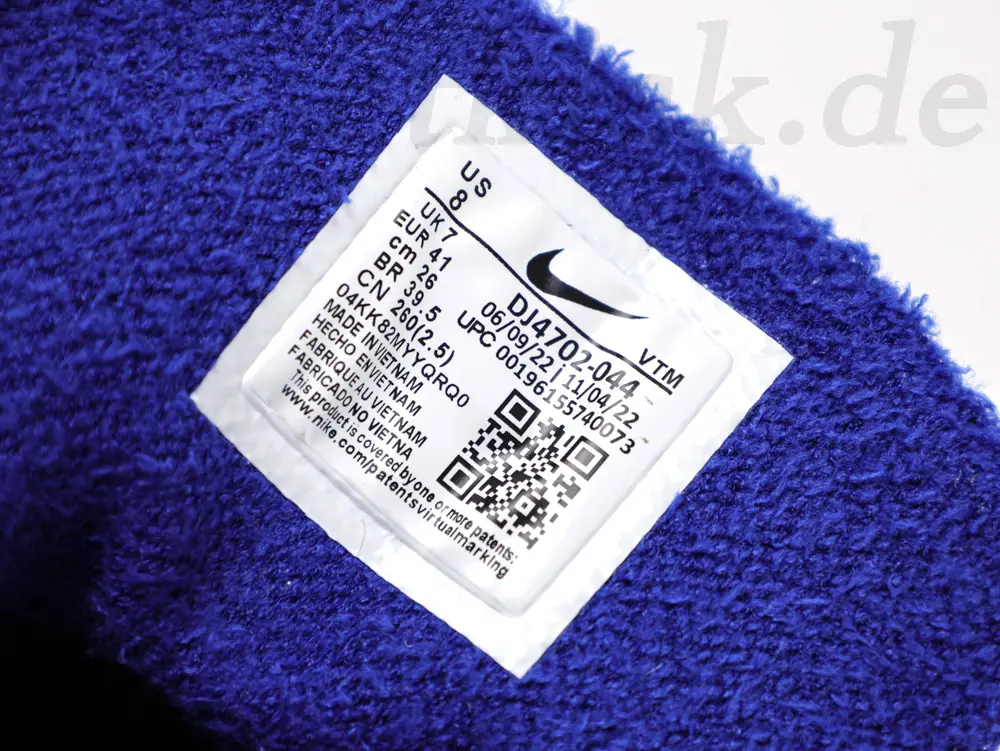 US
8
UK 7
EUR 41
cm 26
BR 39.5
CN 260(2.5)
04KK82MYYQRQ0
MADE IN VIETNAM
HECHO EN VIETNAM
FABRIQUE AU VIETNAM
FABRICADO NO VIETNA
This product is covered by one or more patents:
www.nike.com/patentsvirtualmarking
VTM
DJ4702-044
06/09/22 | 11/04/22
UPC 00196155740073
k.de